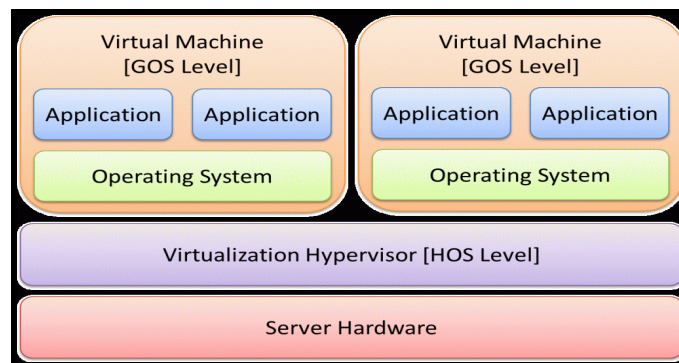 Virtual Machine
[GOS Level]
Application
Application
Operating System
Virtual Machine
[GOS Level]
Application
Application
Operating System
Virtualization Hypervisor [HOS Level]
Server Hardware